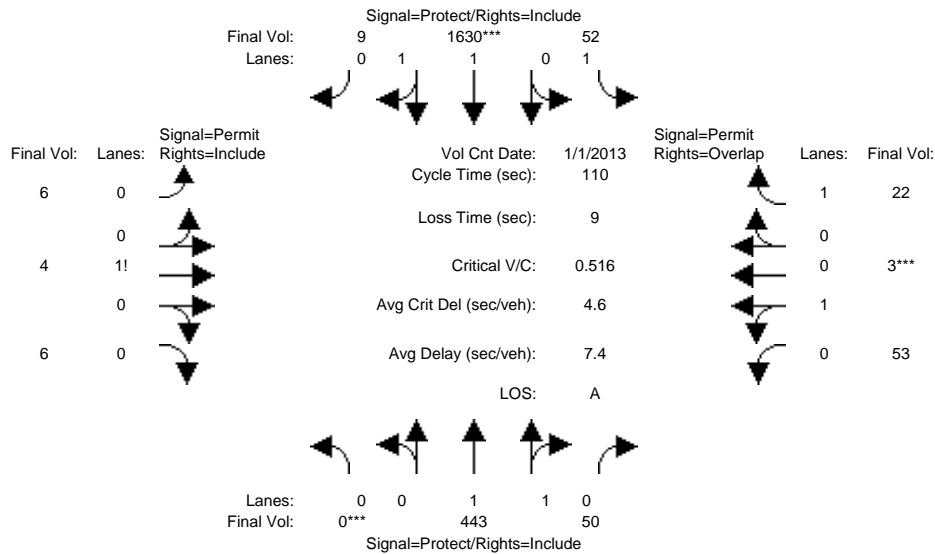 Signal=Protect/Rights=Include
Final Vol: 9 1630*** 52
Lanes: 0 1 1 0 1
Signal=Permit Signal=Permit
Final Vol: Lanes: Rights=Include Vol Cnt Date: 1/1/2013 Rights=Overlap Lanes: Final Vol:
Cycle Time (sec): 110
6 0 1 22
Loss Time (sec): 9
0 0
4 1! Critical V/C: 0.516 0 3***
0 Avg Crit Del (sec/veh): 4.6 1
6 0 Avg Delay (sec/veh): 7.4 0 53
LOS: A
Lanes: 0 0 1 1 0
Final Vol: 0*** 443 50
Signal=Protect/Rights=Include